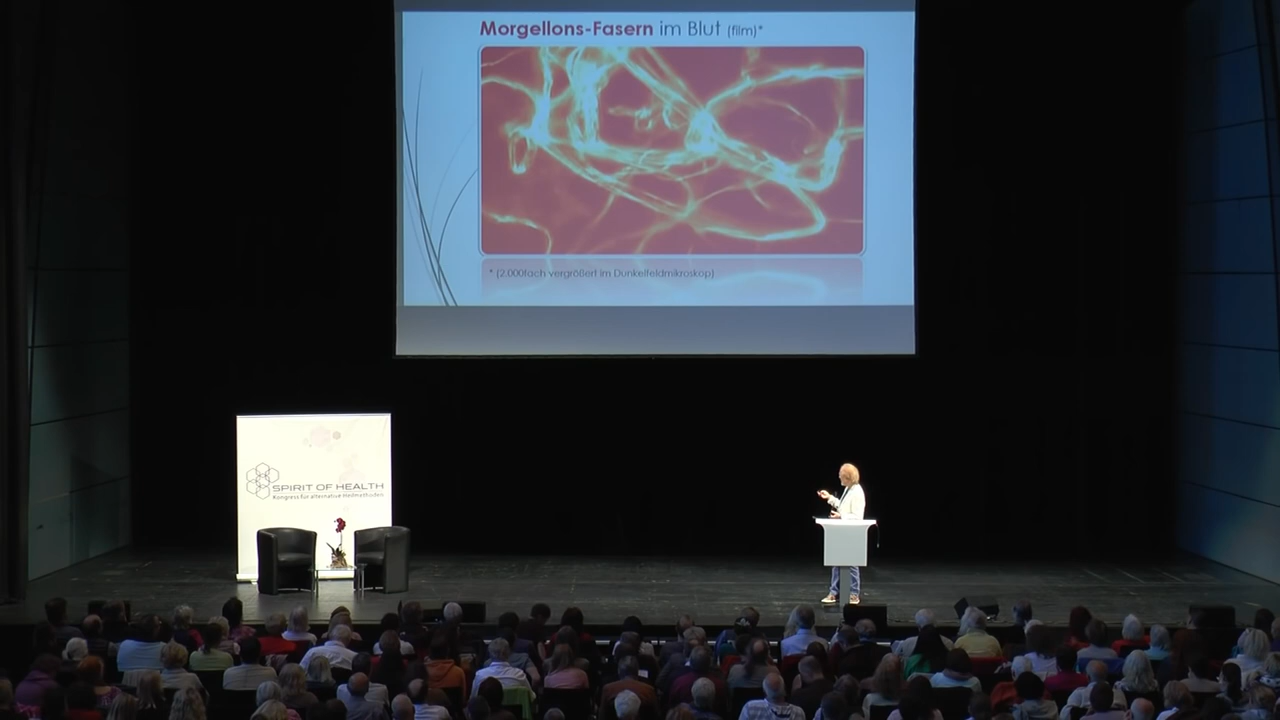 Morgellons-Fasern im Blut (film)*
* (2.000fach vergrößert im Dunkelfeldmikroskop)
SPIRIT OF HEALTH
Kongress für alternative Heilmethoden